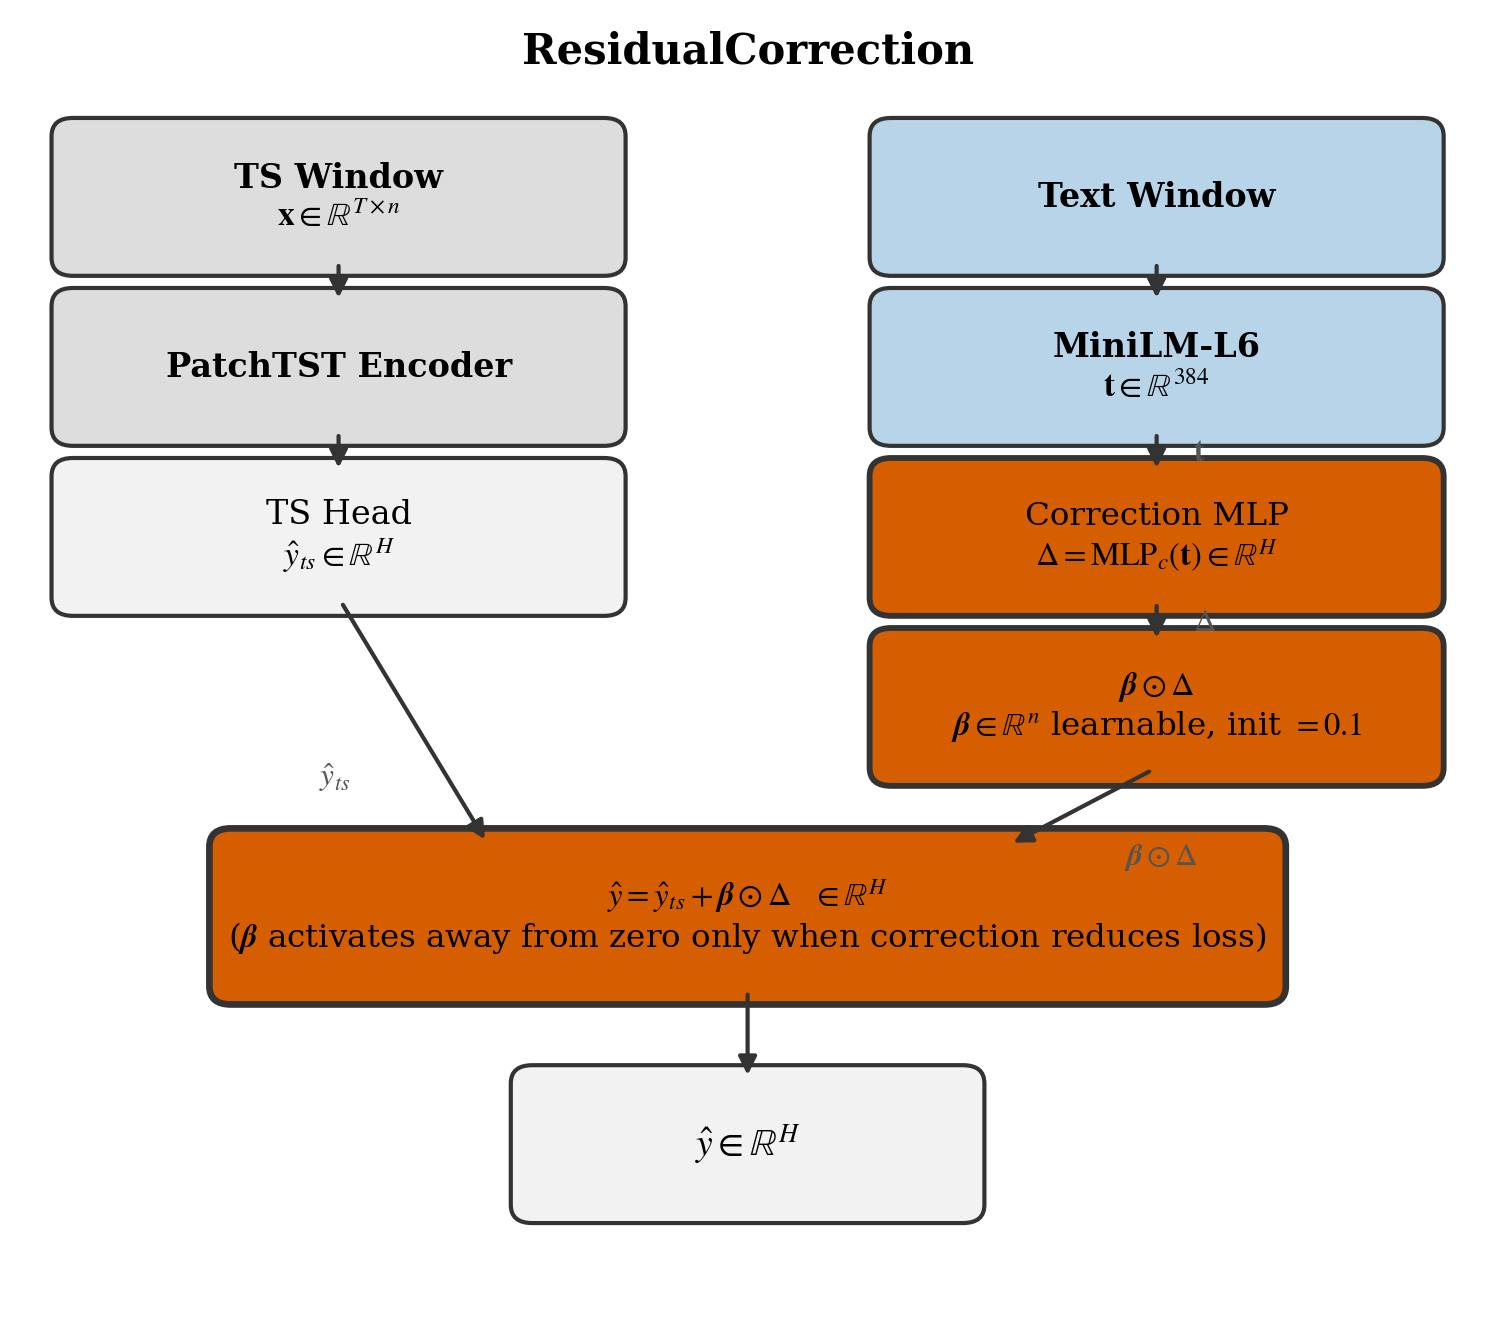 ResidualCorrection
TS Window
x ∈ ℝ^{T×n}
PatchTST Encoder
TS Head
ŷ_{ts} ∈ ℝ^H
Text Window
MiniLM-L6
t ∈ ℝ^{384}
Correction MLP
Δ = MLP_c(t) ∈ ℝ^H
Δ
β ⊙ Δ
β ∈ ℝ^n learnable, init = 0.1
ŷ_{ts}
β ⊙ Δ
ŷ = ŷ_{ts} + β ⊙ Δ ∈ ℝ^H
(β activates away from zero only when correction reduces loss)
ŷ ∈ ℝ^H